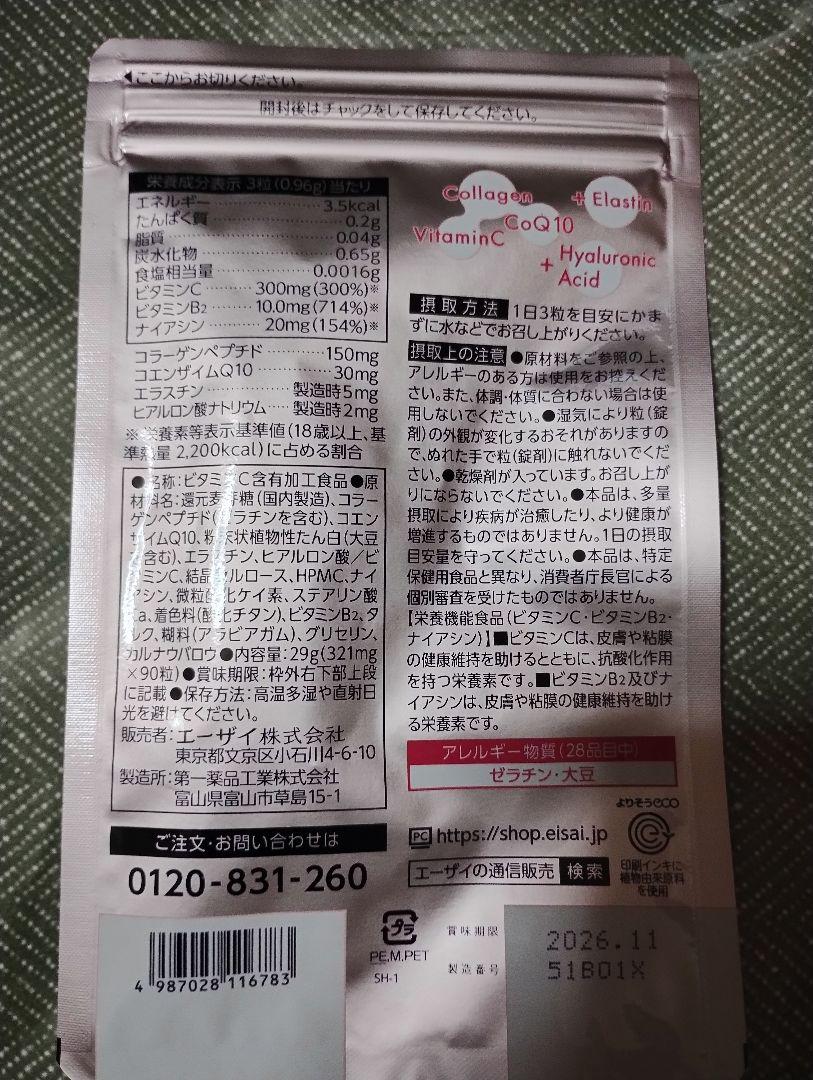 ◀ここからお切りください。
開封後はチャックをして保存してください。
栄養成分表示 3粒(0.96g)当たり
エネルギー………3.5kcal
たんぱく質………0.2g
脂質………0.04g
炭水化物………0.65g
食塩相当量………0.0016g
ビタミンC………300mg(300%)※
ビタミンB2………10.0mg(714%)※
ナイアシン………20mg(154%)※
コラーゲンペプチド………150mg
コエンザイムQ10………30mg
エラスチン………製造時5mg
ヒアルロン酸ナトリウム……製造時2mg
※栄養素等表示基準値(18歳以上、基
準熱量2,200kcal)に占める割合
●名称:ビタミンC含有加工食品●原
材料名:還元麦芽糖(国内製造)、コラー
ゲンペプチド(ゼラチンを含む)、コエン
ザイムQ10、粉末状植物性たん白(大豆
を含む)、エラスチン、ヒアルロン酸/ビ
タミンC、結晶セルロース、HPMC、ナイ
アシン、微粒酸化ケイ素、ステアリン酸
Ca、着色料(酸化チタン)、ビタミンB2、タ
ルク、糊料(アラビアガム)、グリセリン、
カルナウバロウ●内容量:29g(321mg
×90粒)●賞味期限:枠外右下部上段
に記載●保存方法:高温多湿や直射日
光を避けてください。
販売者:エーザイ株式会社
東京都文京区小石川4-6-10
製造所:第一薬品工業株式会社
富山県富山市草島15-1
ご注文・お問い合わせは
0120-831-260
4 987028 116783
Collagen + Elastin
CoQ10
VitaminC
+ Hyaluronic
Acid
摂取方法 1日3粒を目安にかま
ずに水などでお召し上がりください。
摂取上の注意 ●原材料をご参照の上、
アレルギーのある方は使用をお控えくだ
さい。また、体調・体質に合わない場合は使
用しないでください。●湿気により粒(錠
剤)の外観が変化するおそれがありますの
で、ぬれた手で粒(錠剤)に触れないでくだ
さい。●乾燥剤が入っています。お召し上が
りにならないでください。●本品は、多量
摂取により疾病が治癒したり、より健康が
増進するものではありません。1日の摂取
目安量を守ってください。●本品は、特定
保健用食品と異なり、消費者庁長官による
個別審査を受けたものではありません。
【栄養機能食品(ビタミンC・ビタミンB2・
ナイアシン)】■ビタミンCは、皮膚や粘膜
の健康維持を助けるとともに、抗酸化作用
を持つ栄養素です。■ビタミンB2及びナ
イアシンは、皮膚や粘膜の健康維持を助け
る栄養素です。
アレルギー物質(28品目中)
ゼラチン・大豆
PC https://shop.eisai.jp
エーザイの通信販売 検索
よりそうeco
印刷インキに
植物由来原料
を使用
プラ
PE,M,PET
SH-1
賞味期限 2026.11
製造番号 51B01X